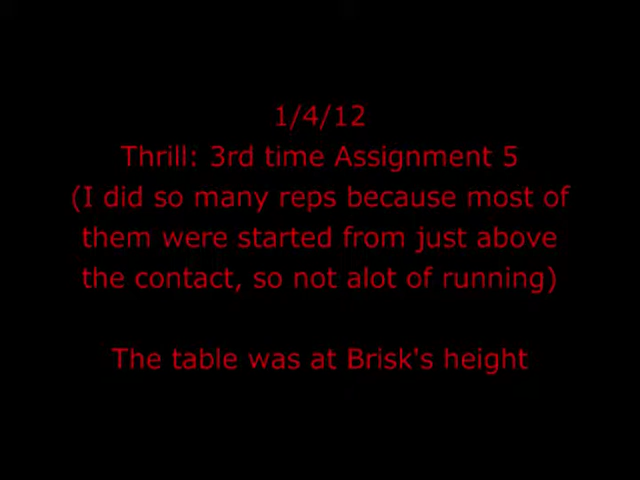 1/4/12
Thrill: 3rd time Assignment 5
(I did so many reps because most of
them were started from just above
the contact, so not alot of running)
The table was at Brisk's height